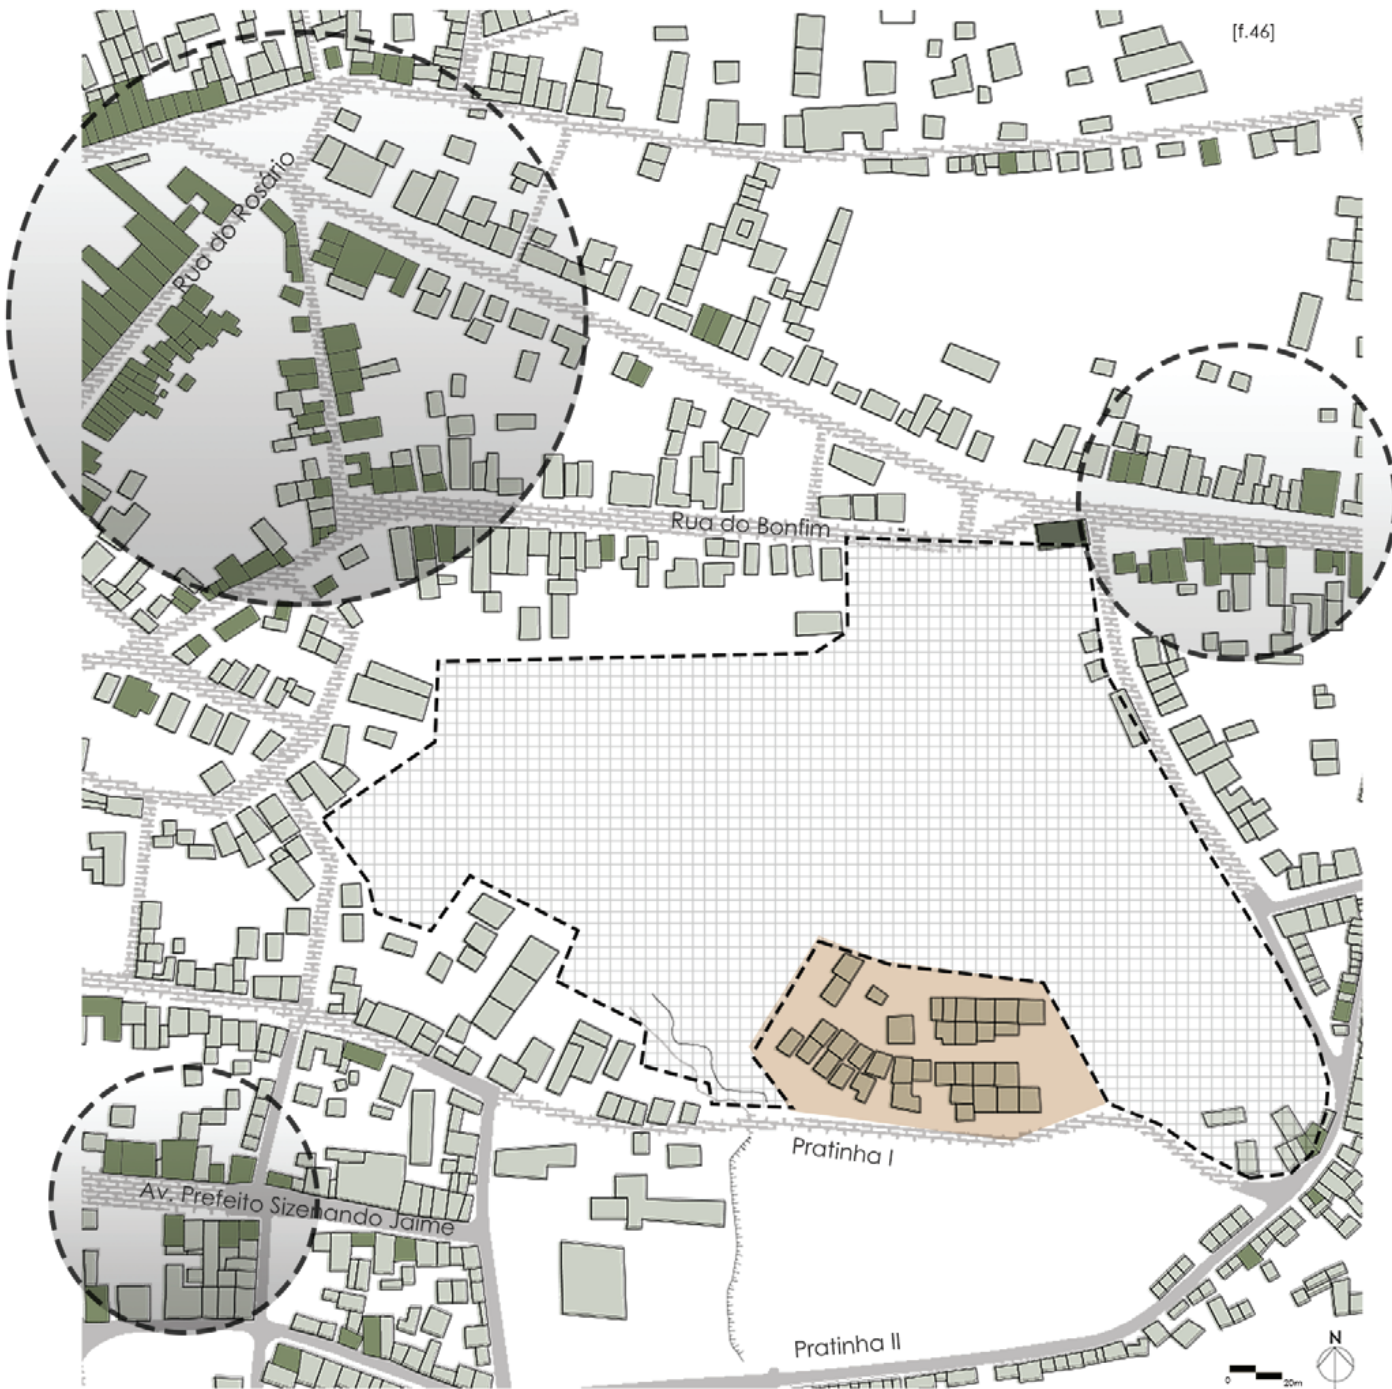 [f.46]
Rua do Rosário
Rua do Bonfim
Pratinha I
Av. Prefeito Sizenando Jaime
Pratinha II
N
0 20m